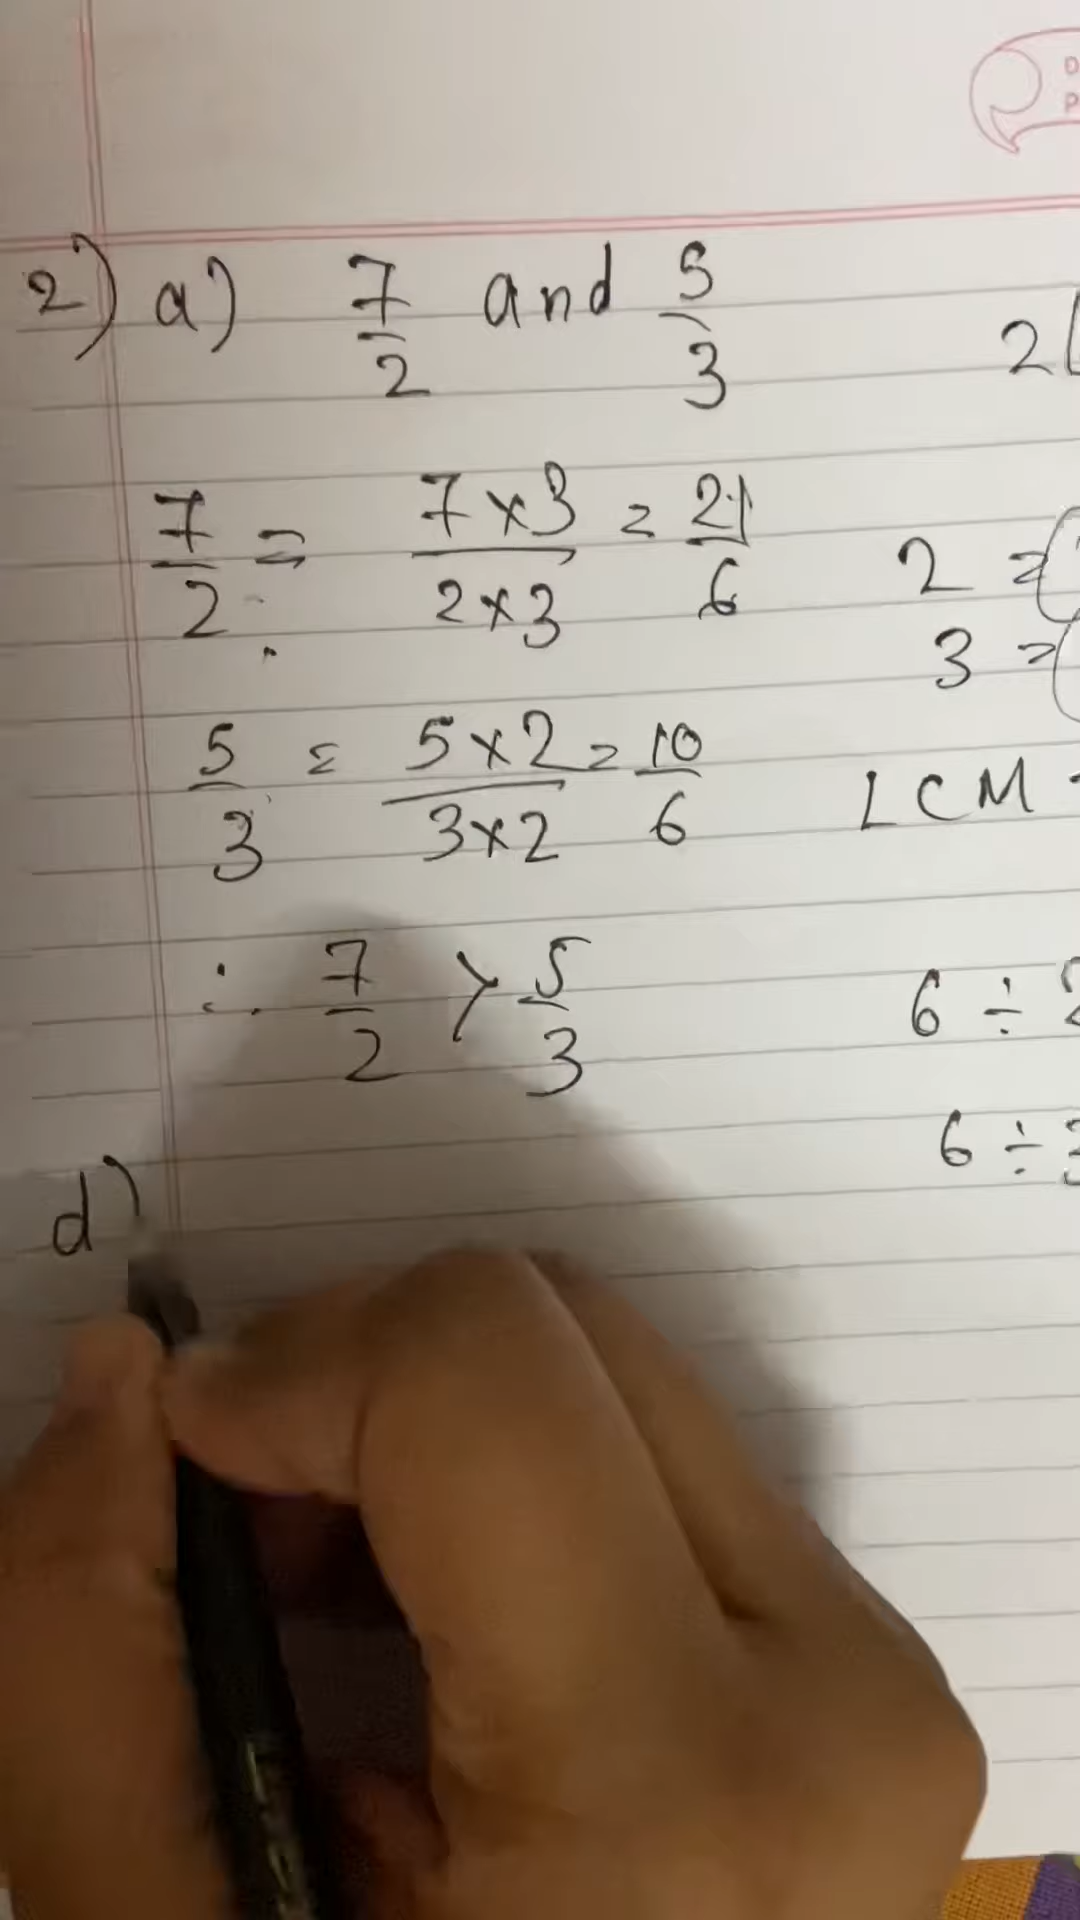 2) a) 7/2 and 5/3
7/2 = 7×3/2×3 = 21/6
5/3 = 5×2/3×2 = 10/6
∴ 7/2 > 5/3
d)
2
2 =
3 =
LCM
6 ÷ 2
6 ÷
D
P